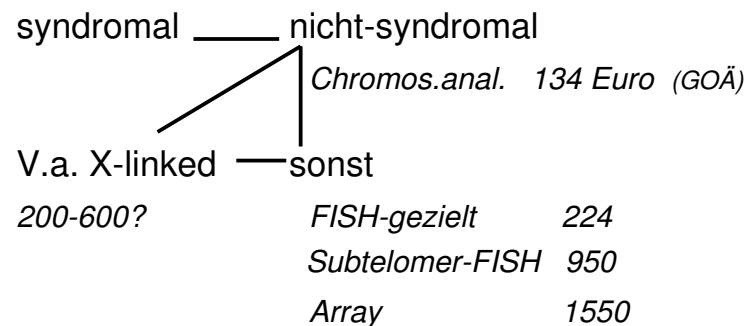 syndromal nicht-syndromal
Chromos.anal. 134 Euro (GOÄ)
V.a. X-linked sonst
200-600? FISH-gezielt 224
Subtelomer-FISH 950
Array 1550